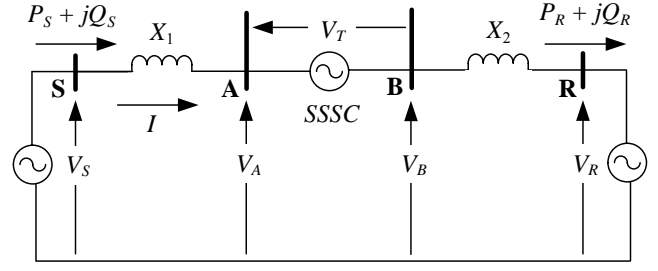 P_S + jQ_S
X_1
V_T
X_2
P_R + jQ_R
S
A
B
R
I
SSSC
V_S
V_A
V_B
V_R